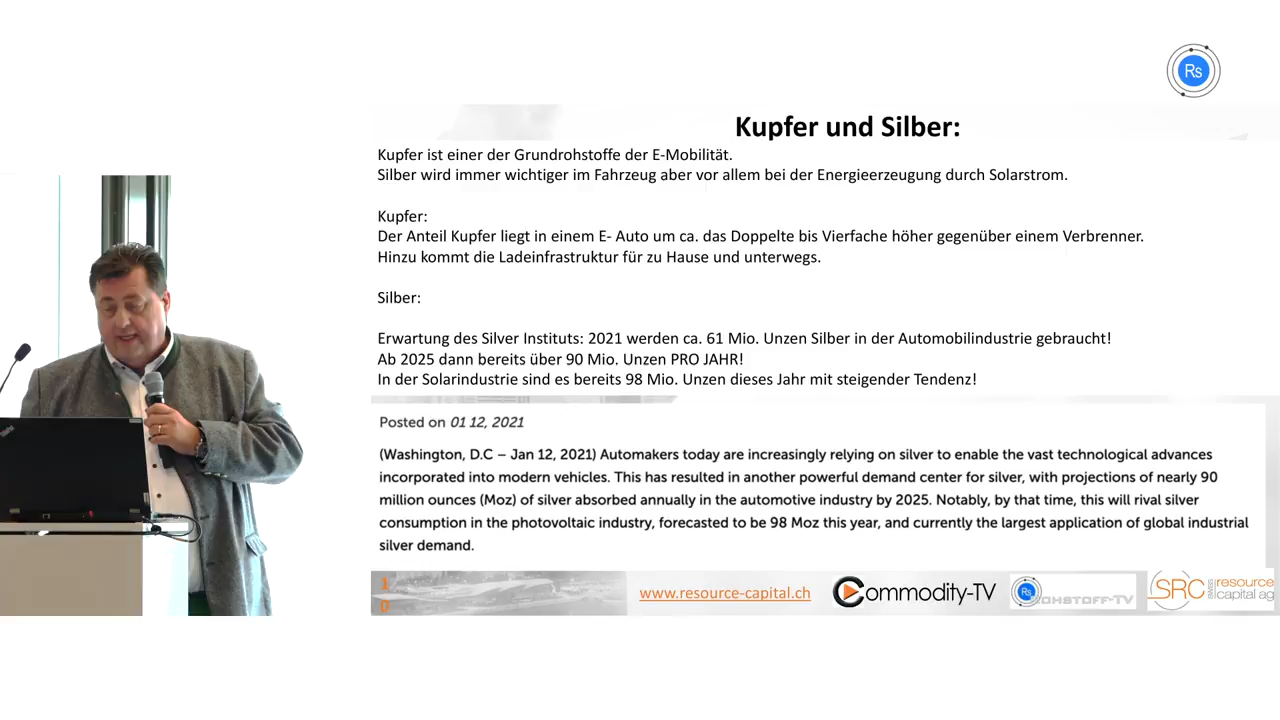 Rs
Kupfer und Silber:
Kupfer ist einer der Grundrohstoffe der E-Mobilität.
Silber wird immer wichtiger im Fahrzeug aber vor allem bei der Energieerzeugung durch Solarstrom.
Kupfer:
Der Anteil Kupfer liegt in einem E- Auto um ca. das Doppelte bis Vierfache höher gegenüber einem Verbrenner.
Hinzu kommt die Ladeinfrastruktur für zu Hause und unterwegs.
Silber:
Erwartung des Silver Instituts: 2021 werden ca. 61 Mio. Unzen Silber in der Automobilindustrie gebraucht!
Ab 2025 dann bereits über 90 Mio. Unzen PRO JAHR!
In der Solarindustrie sind es bereits 98 Mio. Unzen dieses Jahr mit steigender Tendenz!
Posted on 01 12, 2021
(Washington, D.C – Jan 12, 2021) Automakers today are increasingly relying on silver to enable the vast technological advances
incorporated into modern vehicles. This has resulted in another powerful demand center for silver, with projections of nearly 90
million ounces (Moz) of silver absorbed annually in the automotive industry by 2025. Notably, by that time, this will rival silver
consumption in the photovoltaic industry, forecasted to be 98 Moz this year, and currently the largest application of global industrial
silver demand.
1
0
www.resource-capital.ch
Commodity-TV
Rs OHSTOFF-TV
SRC swiss resource
capital ag
ThinkPad